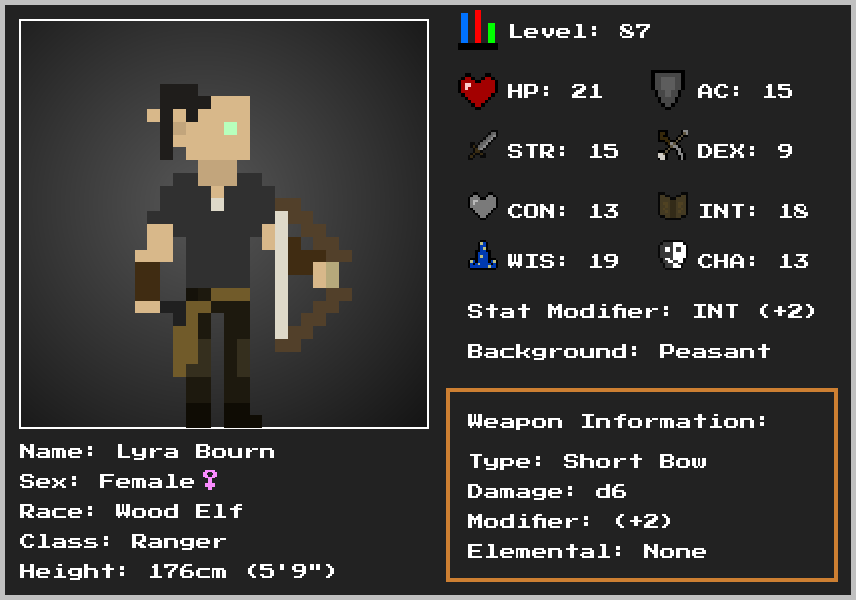 Level: 87
HP: 21
AC: 15
STR: 15
DEX: 9
CON: 13
INT: 18
WIS: 19
CHA: 13
Stat Modifier: INT (+2)
Background: Peasant
Weapon Information:
Type: Short Bow
Damage: d6
Modifier: (+2)
Elemental: None
Name: Lyra Bourn
Sex: Female♀
Race: Wood Elf
Class: Ranger
Height: 176cm (5'9")